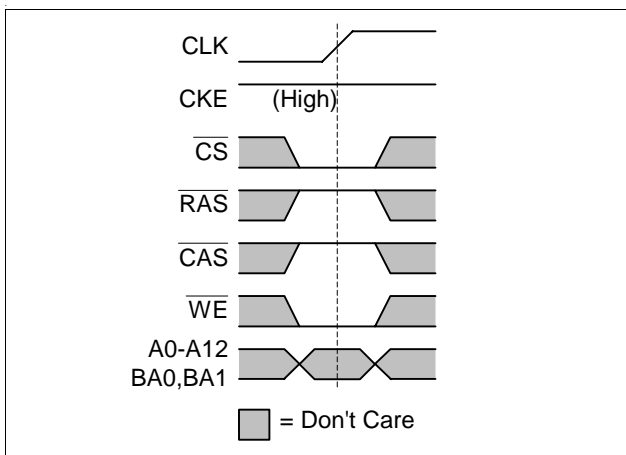 CLK
CKE (High)
CS
RAS
CAS
WE
A0-A12
BA0,BA1
= Don't Care